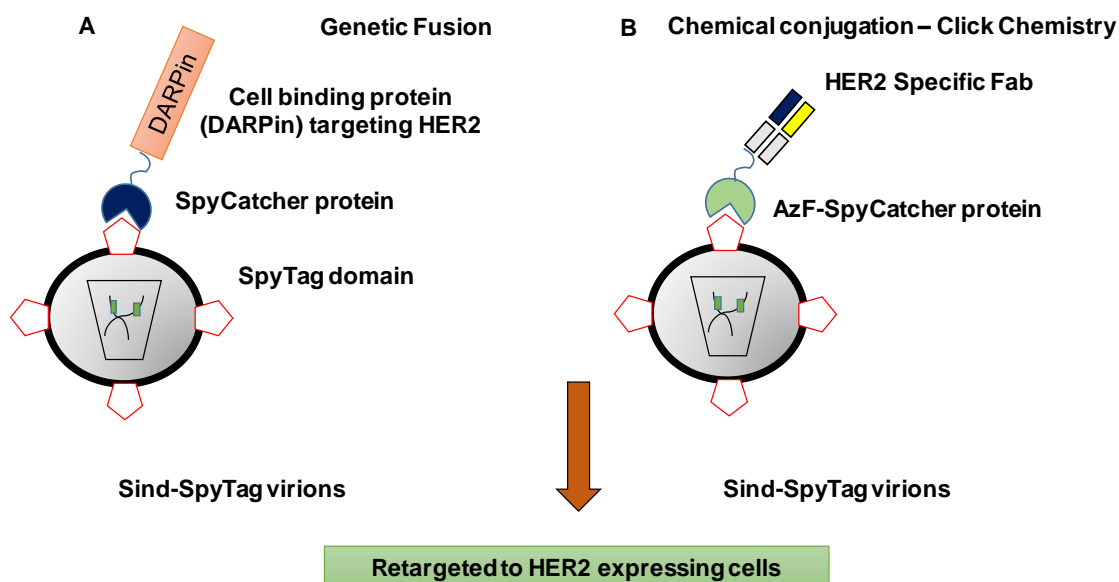 A
Genetic Fusion
DARPin
Cell binding protein
(DARPin) targeting HER2
SpyCatcher protein
SpyTag domain
Sind-SpyTag virions
B
Chemical conjugation – Click Chemistry
HER2 Specific Fab
AzF-SpyCatcher protein
Sind-SpyTag virions
Retargeted to HER2 expressing cells